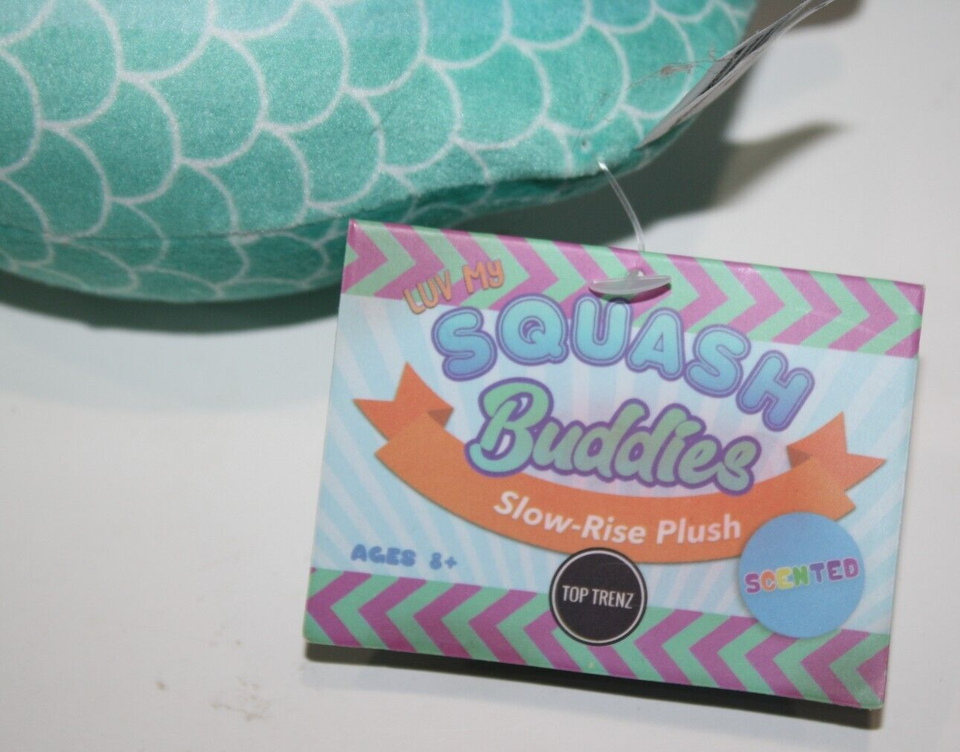 LUV MY
SQUASH
Buddies
Slow-Rise Plush
AGES 8+
TOP TRENZ
SCENTED